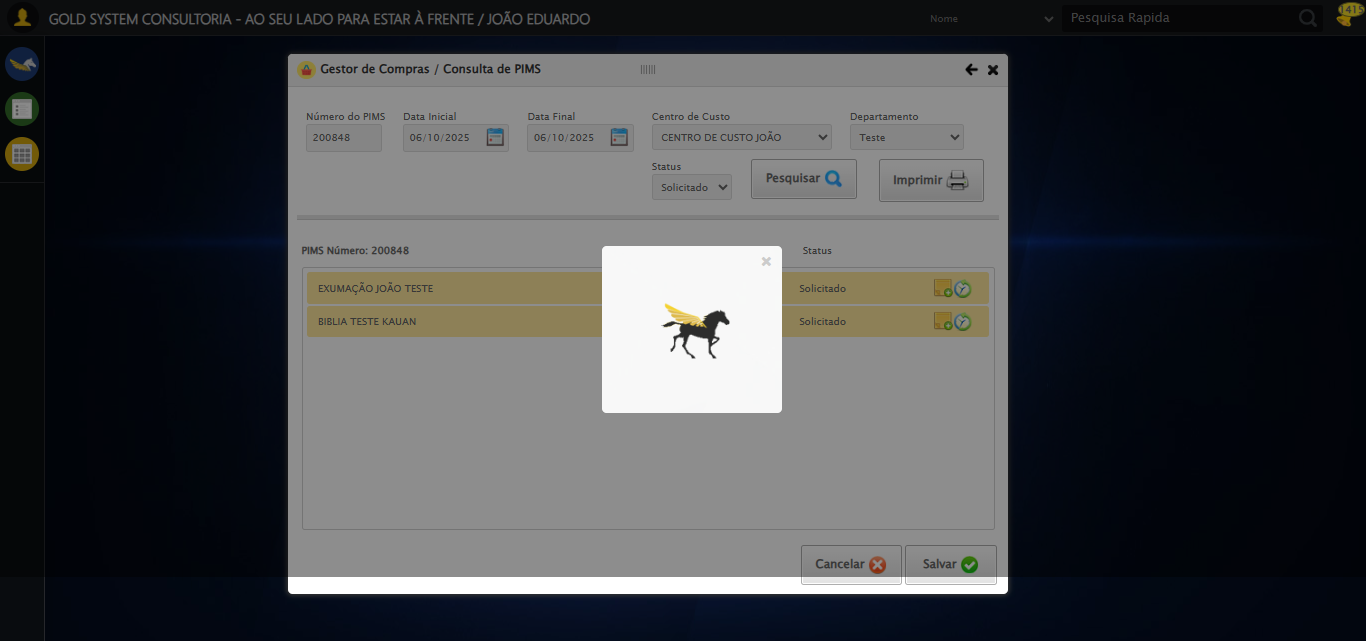 GOLD SYSTEM CONSULTORIA - AO SEU LADO PARA ESTAR À FRENTE / JOÃO EDUARDO
Nome
Pesquisa Rapida
1415
Gestor de Compras / Consulta de PIMS
Número do PIMS
Data Inicial
Data Final
Centro de Custo
Departamento
200848
06/10/2025
06/10/2025
CENTRO DE CUSTO JOÃO
Teste
Status
Solicitado
Pesquisar
Imprimir
PIMS Número: 200848
Status
EXUMAÇÃO JOÃO TESTE
Solicitado
BIBLIA TESTE KAUAN
Solicitado
Cancelar
Salvar